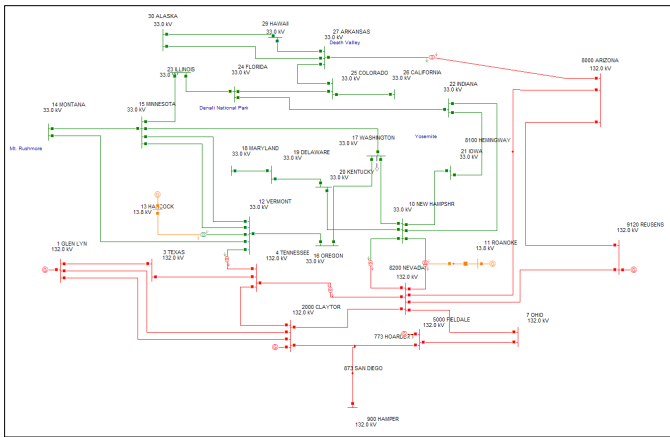 30 ALASKA
33.0 kV
29 HAWAII
33.0 kV
27 ARKANSAS
33.0 kV
Death Valley
8000 ARIZONA
132.0 kV
23 ILLINOIS
33.0 kV
24 FLORIDA
33.0 kV
25 COLORADO
33.0 kV
26 CALIFORNIA
33.0 kV
22 INDIANA
33.0 kV
14 MONTANA
33.0 kV
15 MINNESOTA
33.0 kV
Denali National Park
Mt. Rushmore
17 WASHINGTON
33.0 kV
Yosemite
8100 HEMINGWAY
21 IOWA
33.0 kV
18 MARYLAND
33.0 kV
19 DELAWARE
33.0 kV
20 KENTUCKY
33.0 kV
13 HANCOCK
13.8 kV
12 VERMONT
33.0 kV
10 NEW HAMPSHR
33.0 kV
9120 REUSENS
132.0 kV
1 GLEN LYN
132.0 kV
3 TEXAS
132.0 kV
4 TENNESSEE
132.0 kV
16 OREGON
33.0 kV
11 ROANOKE
13.8 kV
8200 NEVADA
132.0 kV
2000 CLAYTOR
132.0 kV
5000 FIELDALE
132.0 kV
7 OHIO
132.0 kV
773 HOARDER T
873 SAN DIEGO
900 HAMPER
132.0 kV